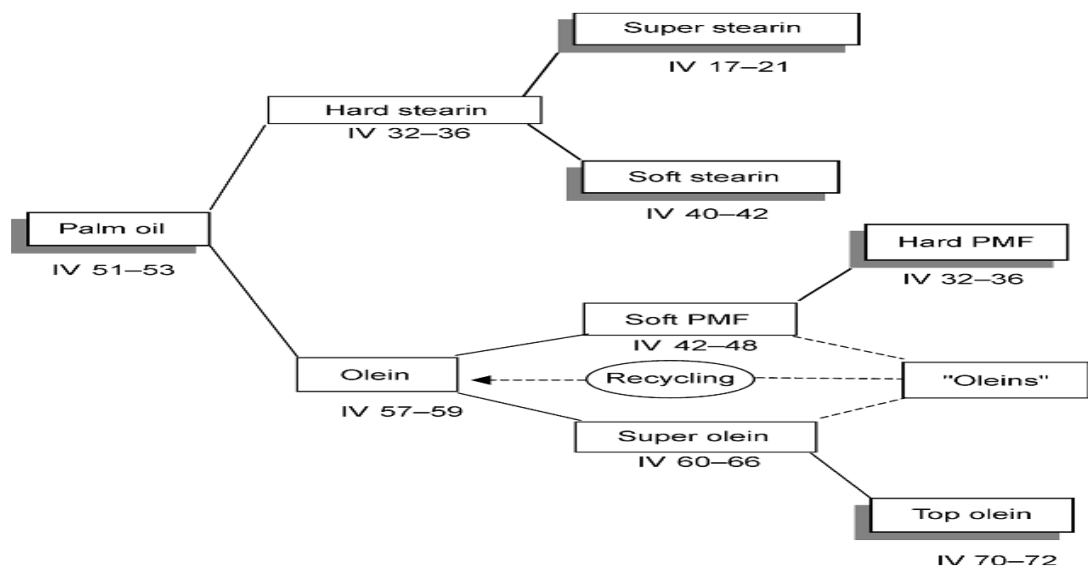 Super stearin
IV 17–21
Hard stearin
IV 32–36
Soft stearin
IV 40–42
Palm oil
IV 51–53
Hard PMF
IV 32–36
Soft PMF
IV 42–48
Olein
IV 57–59
Recycling
"Oleins"
Super olein
IV 60–66
Top olein
IV 70–72